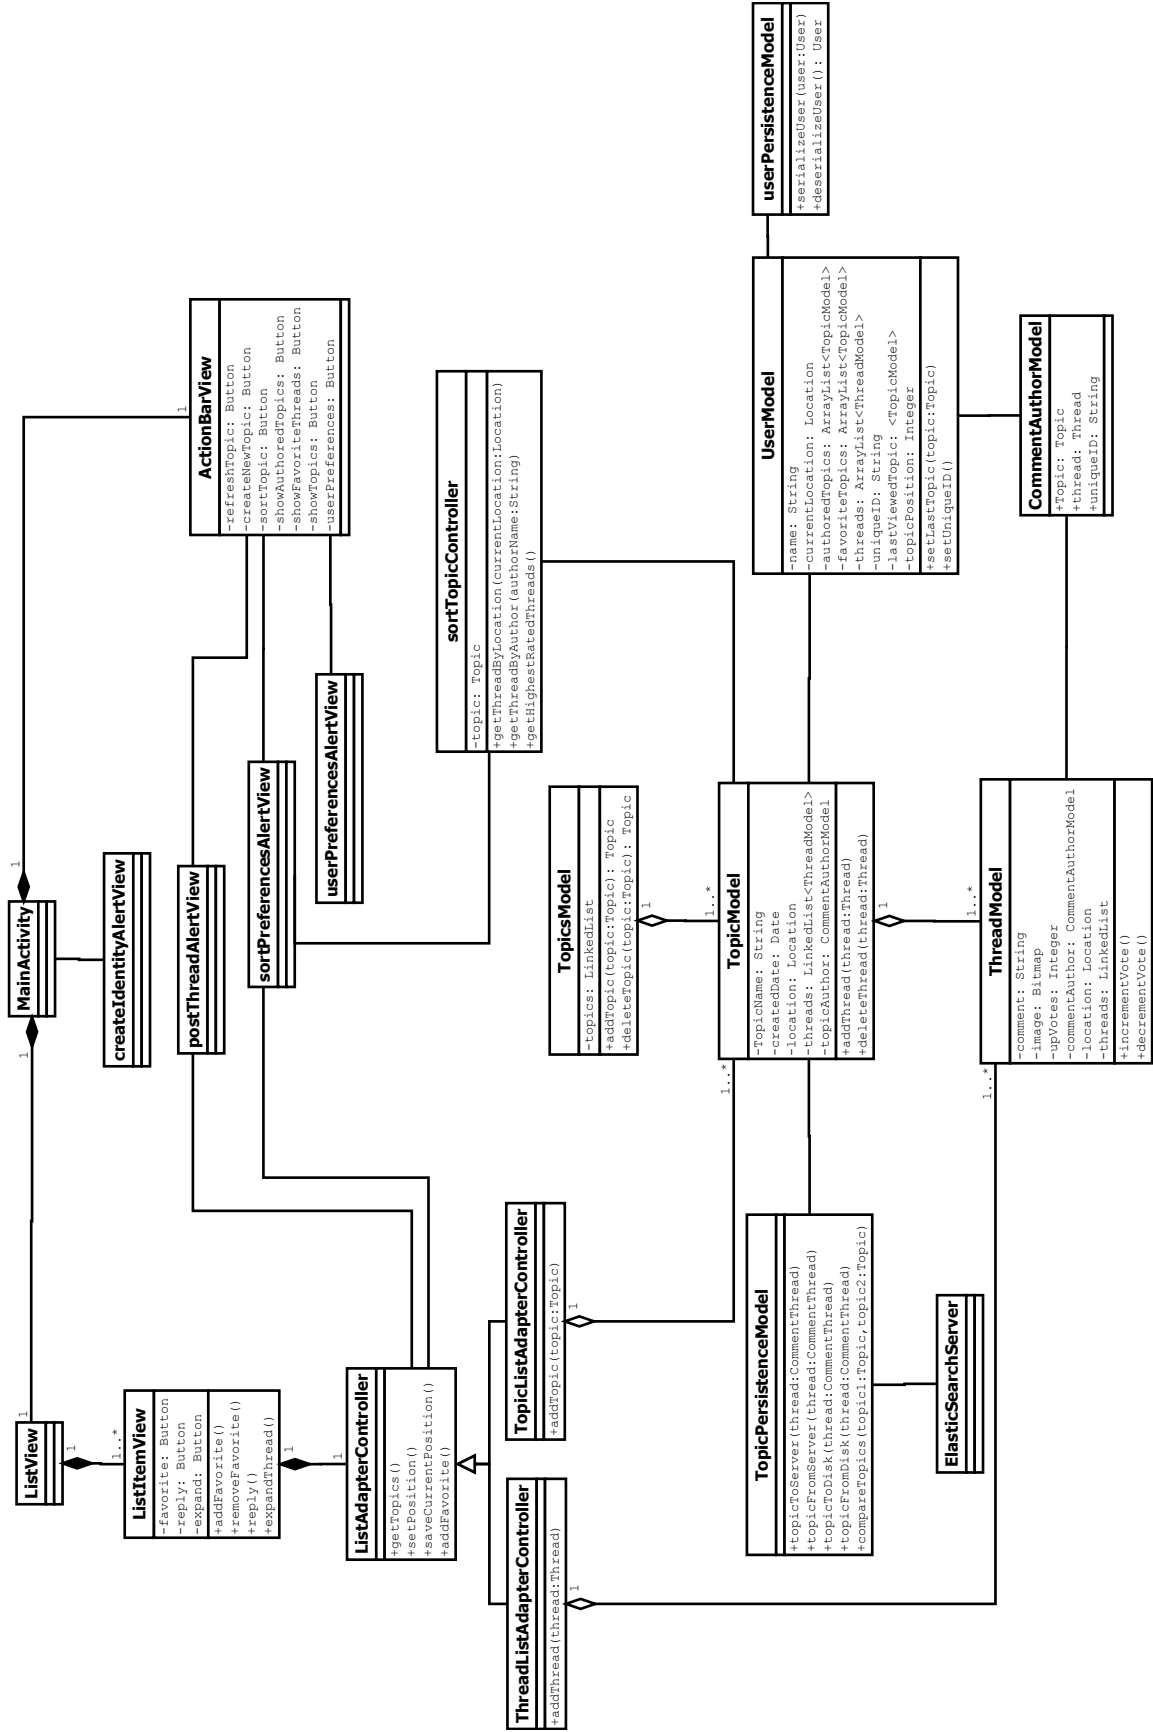 MainActivity
1
1
createIdentityAlertView
ListView
1
1
1..*
ListItemView
-favorite: Button
-reply: Button
-expand: Button
+addFavorite()
+removeFavorite()
+reply()
+expandThread()
1
1
ListAdapterController
+getTopics()
+setPosition()
+saveCurrentPosition()
+addFavorite()
postThreadAlertView
sortPreferencesAlertView
userPreferencesAlertView
1
ActionBarView
-refreshTopic: Button
-createNewTopic: Button
-sortTopic: Button
-showAuthoredTopics: Button
-showFavoriteThreads: Button
-showTopics: Button
-userPreferences: Button
ThreadListAdapterController
+addThread(thread:Thread)
1
TopicListAdapterController
+addTopic(topic:Topic)
1
sortTopicController
-topic: Topic
+getThreadByLocation(currentLocation:Location)
+getThreadByAuthor(authorName:String)
+getHighestRatedThreads()
TopicsModel
-topics: LinkedList
+addTopic(topic:Topic): Topic
+deleteTopic(topic:Topic): Topic
1
1..*
1..*
TopicModel
-TopicName: String
-createdDate: Date
-location: Location
-threads: LinkedList<ThreadModel>
-topicAuthor: CommentAuthorModel
+addThread(thread:Thread)
+deleteThread(thread:Thread)
1
1..*
1..*
TopicPersistenceModel
+topicToServer(thread:CommentThread)
+topicFromServer(thread:CommentThread)
+topicToDisk(thread:CommentThread)
+topicFromDisk(thread:CommentThread)
+compareTopics(topic1:Topic,topic2:Topic)
ElasticSearchServer
ThreadModel
-comment: String
-image: Bitmap
-upVotes: Integer
-commentAuthor: CommentAuthorModel
-location: Location
-threads: LinkedList
+incrementVote()
+decrementVote()
UserModel
-name: String
-currentLocation: Location
-authoredTopics: ArrayList<TopicModel>
-favoriteTopics: ArrayList<TopicModel>
-threads: ArrayList<ThreadModel>
-uniqueID: String
-lastViewedTopic: <TopicModel>
-topicPosition: Integer
+setLastTopic(topic:Topic)
+setUniqueID()
userPersistenceModel
+serializeUser(user:User)
+deserializeUser(): User
CommentAuthorModel
+Topic: Topic
+thread: Thread
+uniqueID: String